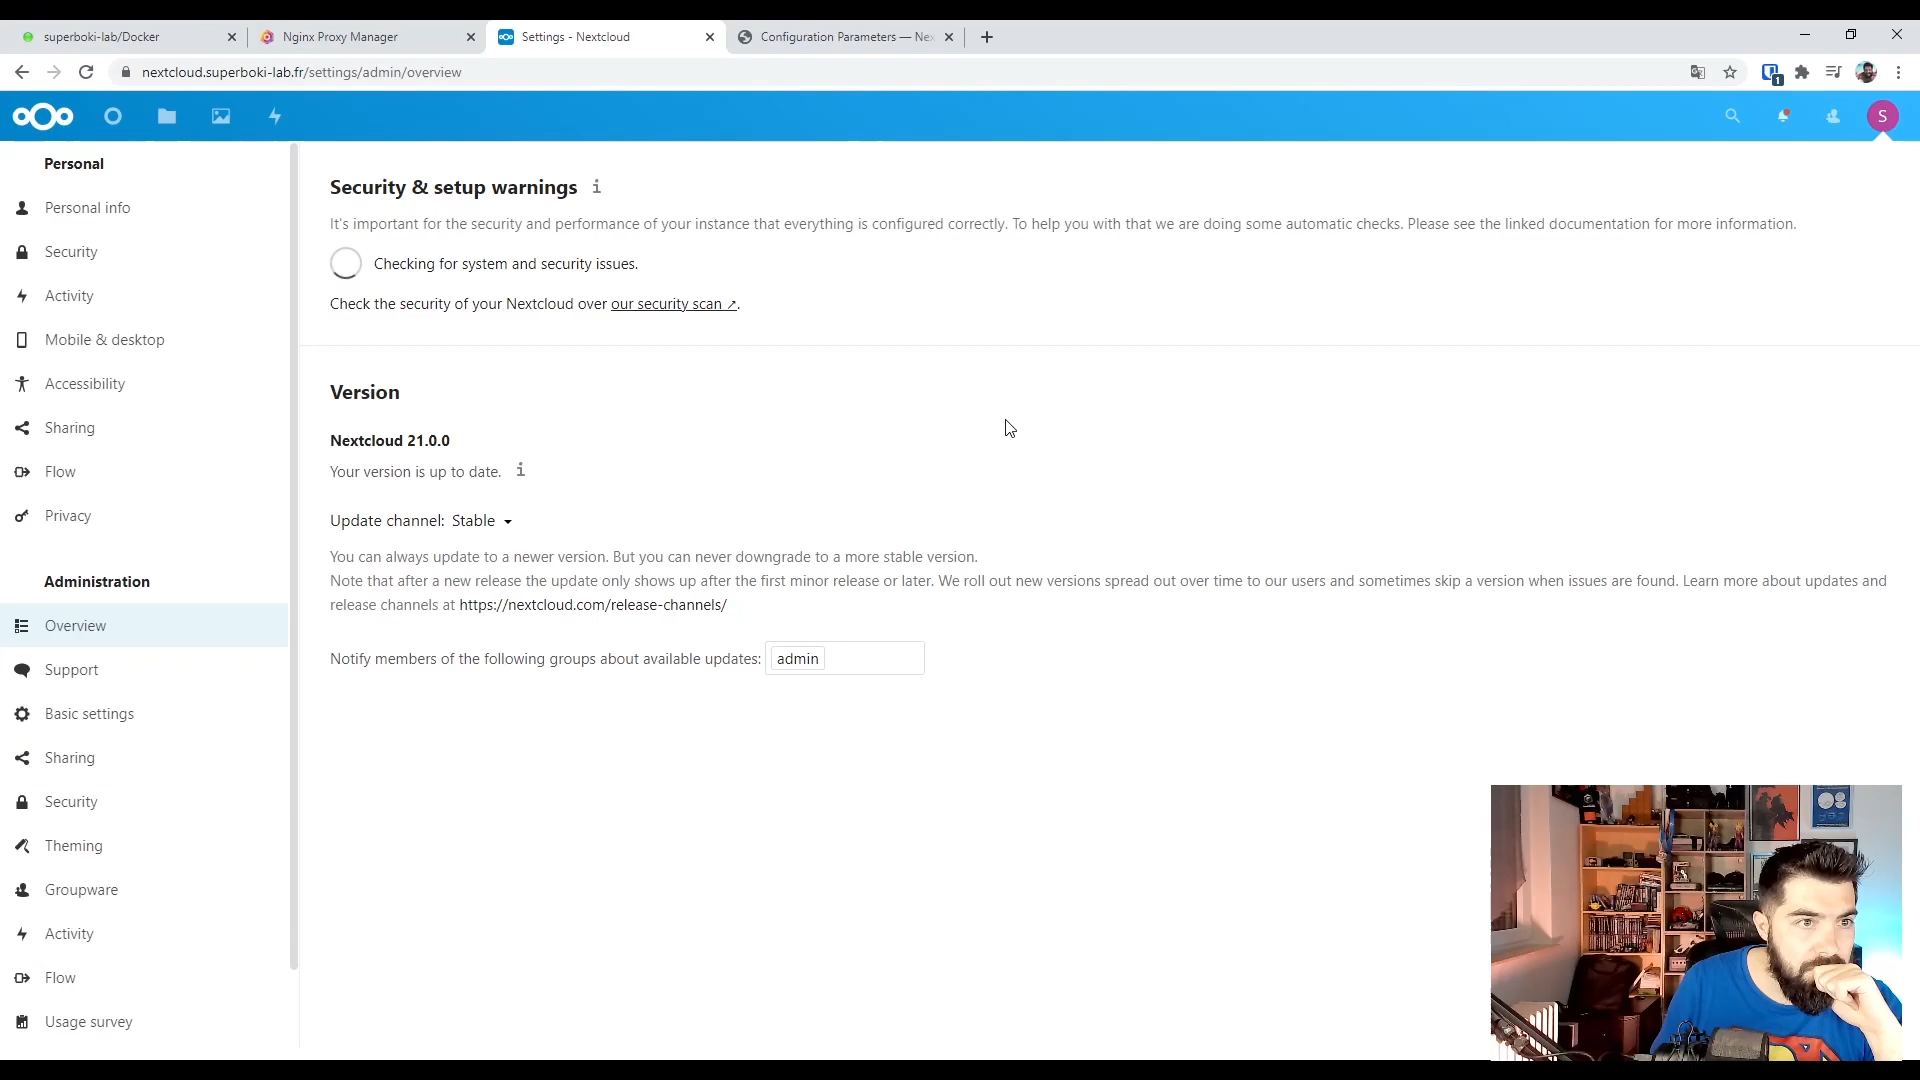 superboki-lab/Docker
Nginx Proxy Manager
Settings - Nextcloud
Configuration Parameters — Nex
nextcloud.superboki-lab.fr/settings/admin/overview
1
S
Personal
Personal info
Security
Activity
Mobile & desktop
Accessibility
Sharing
Flow
Privacy
Administration
Overview
Support
Basic settings
Sharing
Security
Theming
Groupware
Activity
Flow
Usage survey
Security & setup warnings
It's important for the security and performance of your instance that everything is configured correctly. To help you with that we are doing some automatic checks. Please see the linked documentation for more information.
Checking for system and security issues.
Check the security of your Nextcloud over our security scan ↗.
Version
Nextcloud 21.0.0
Your version is up to date.
Update channel: Stable
You can always update to a newer version. But you can never downgrade to a more stable version.
Note that after a new release the update only shows up after the first minor release or later. We roll out new versions spread out over time to our users and sometimes skip a version when issues are found. Learn more about updates and
release channels at https://nextcloud.com/release-channels/
Notify members of the following groups about available updates: admin